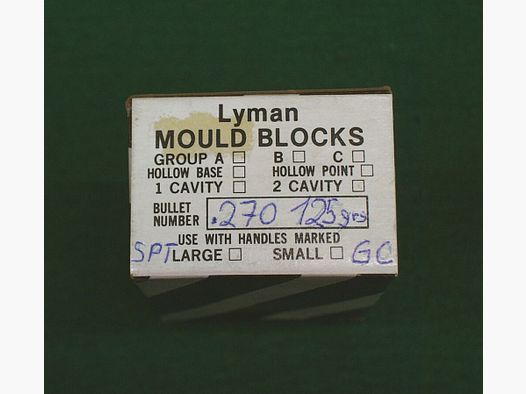 Lyman
MOULD BLOCKS
GROUP A □ B □ C □
HOLLOW BASE □ HOLLOW POINT □
1 CAVITY □ 2 CAVITY □
BULLET NUMBER .270 125grs
USE WITH HANDLES MARKED
SPT LARGE □ SMALL □ GC